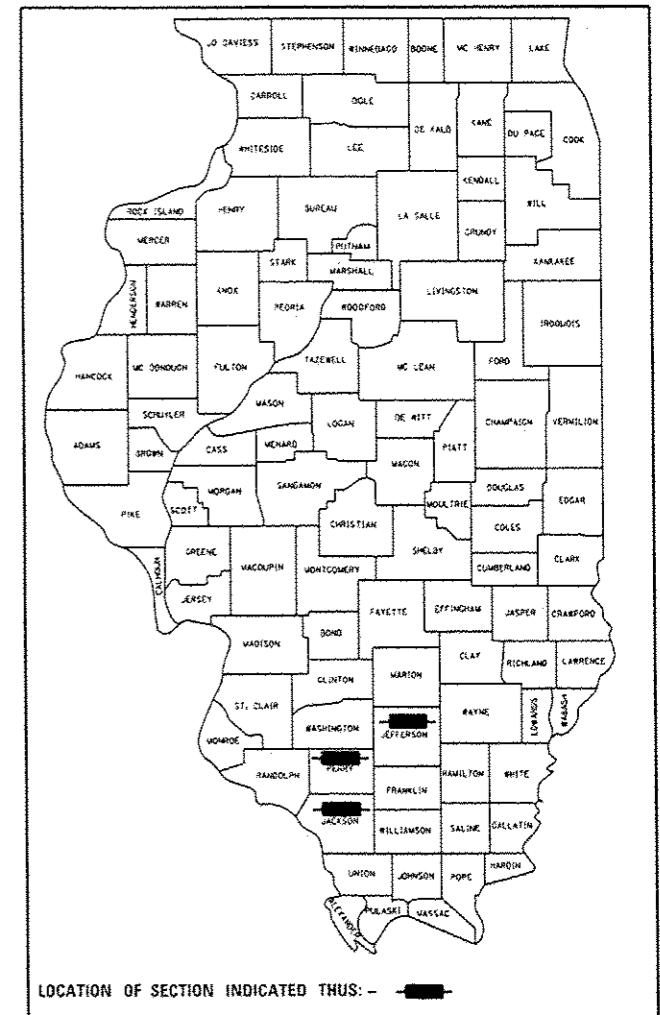 JO DAVIESS STEPHENSON WINNEBAGO BOONE MC HENRY LAKE
CARROLL OGLE DE KALB KANE DU PAGE COOK
WHITESIDE LEE
KENDALL
ROCK ISLAND HENRY BUREAU LA SALLE GRUNDY WILL
MERCER PUTNAM
STARK MARSHALL KANKAKEE
HENDERSON WARREN KNOX PEORIA WOODFORD LIVINGSTON IROQUOIS
HANCOCK MC DONOUGH FULTON TAZEWELL MC LEAN FORD
MASON
SCHUYLER LOGAN DE WITT CHAMPAIGN VERMILION
ADAMS BROWN CASS MENARD PIATT
MACON
PIKE SCOTT MORGAN SANGAMON MOULTRIE DOUGLAS EDGAR
CHRISTIAN COLES
CALHOUN GREENE MACOUPIN MONTGOMERY SHELBY CUMBERLAND CLARK
JERSEY FAYETTE EFFINGHAM JASPER CRAWFORD
MADISON BOND
CLAY RICHLAND LAWRENCE
CLINTON MARION
ST. CLAIR WAYNE EDWARDS WABASH
MONROE WASHINGTON JEFFERSON
RANDOLPH PERRY HAMILTON WHITE
FRANKLIN
JACKSON WILLIAMSON SALINE GALLATIN
UNION JOHNSON POPE HARDIN
ALEXANDER PULASKI MASSAC
LOCATION OF SECTION INDICATED THUS: -